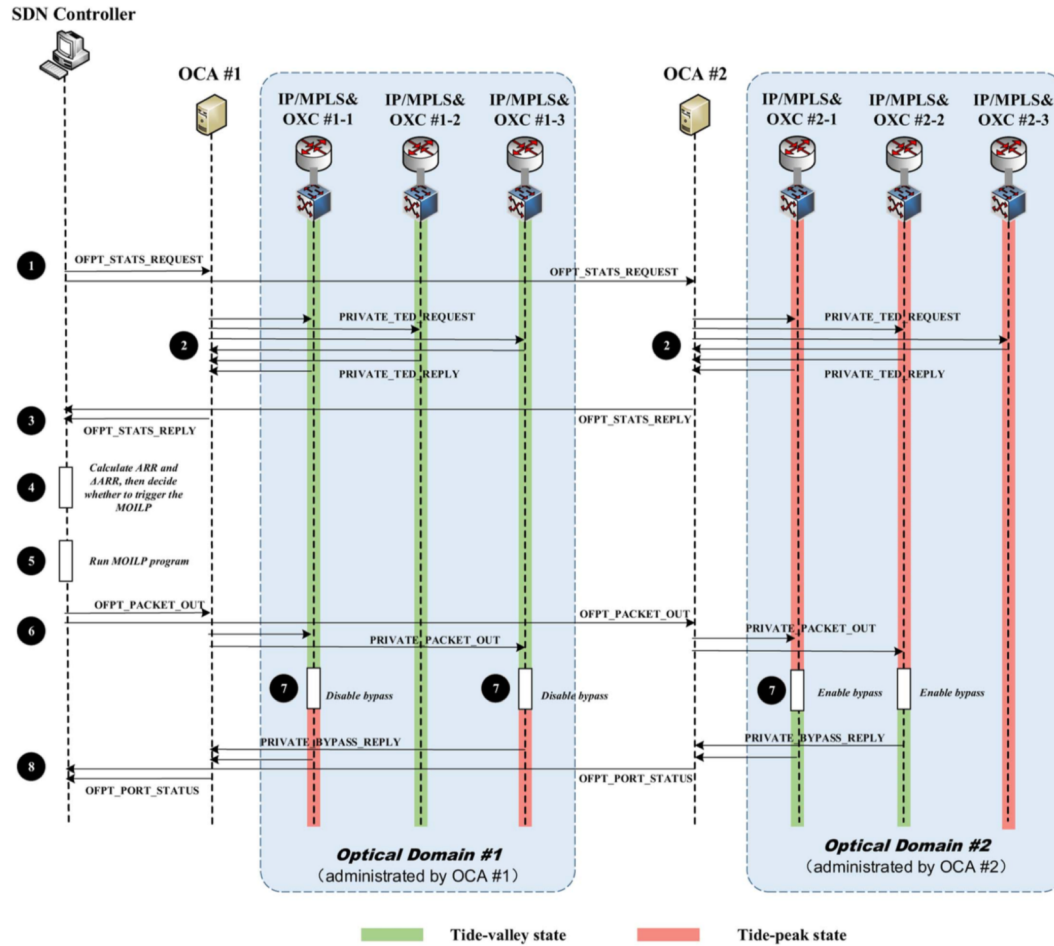 SDN Controller
OCA #1
OCA #2
IP/MPLS&
OXC #1-1
IP/MPLS&
OXC #1-2
IP/MPLS&
OXC #1-3
IP/MPLS&
OXC #2-1
IP/MPLS&
OXC #2-2
IP/MPLS&
OXC #2-3
1
OFPT_STATS_REQUEST
OFPT_STATS_REQUEST
2
PRIVATE_TED_REQUEST
PRIVATE_TED_REPLY
2
PRIVATE_TED_REQUEST
PRIVATE_TED_REPLY
3
OFPT_STATS_REPLY
OFPT_STATS_REPLY
4
Calculate ARR and
ΔARR, then decide
whether to trigger the
MOILP
5
Run MOILP program
6
OFPT_PACKET_OUT
OFPT_PACKET_OUT
PRIVATE_PACKET_OUT
PRIVATE_PACKET_OUT
7
Disable bypass
7
Disable bypass
7
Enable bypass
Enable bypass
PRIVATE_BYPASS_REPLY
PRIVATE_BYPASS_REPLY
8
OFPT_PORT_STATUS
OFPT_PORT_STATUS
Optical Domain #1
(administrated by OCA #1)
Optical Domain #2
(administrated by OCA #2)
Tide-valley state
Tide-peak state